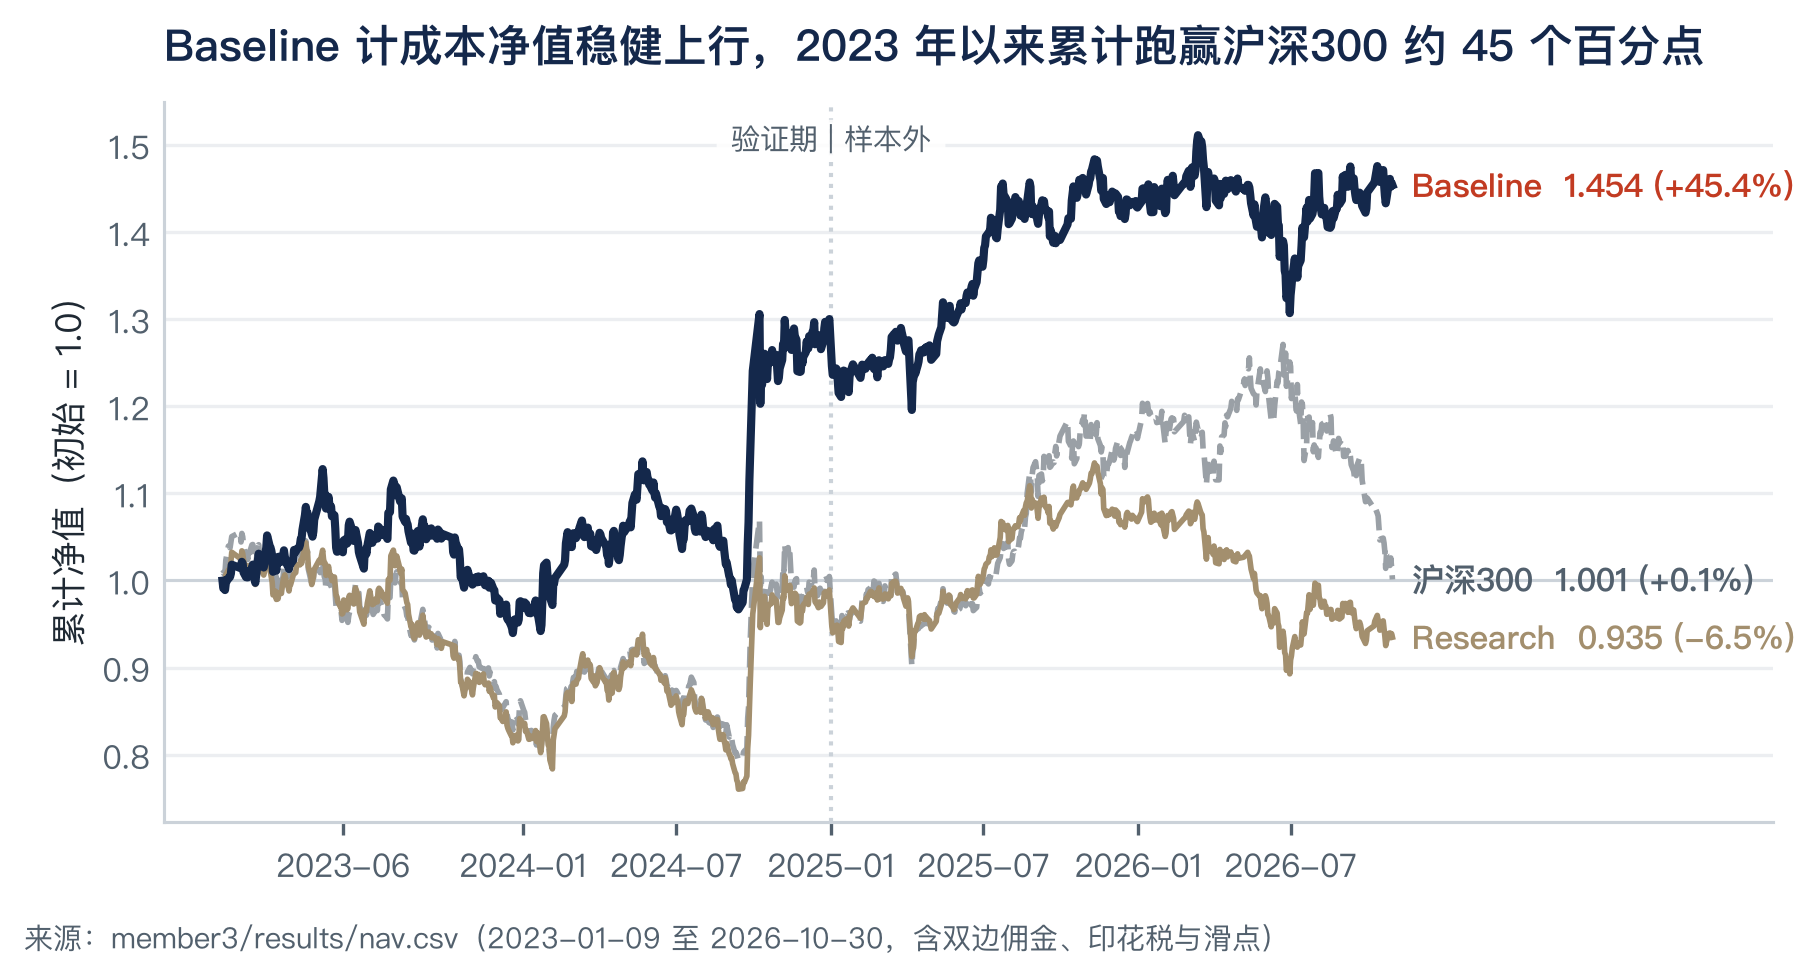 Baseline 计成本净值稳健上行，2023 年以来累计跑赢沪深300 约 45 个百分点
验证期 | 样本外
累计净值（初始 = 1.0）
1.5
1.4
1.3
1.2
1.1
1.0
0.9
0.8
Baseline 1.454 (+45.4%)
沪深300 1.001 (+0.1%)
Research 0.935 (−6.5%)
2023−06 2024−01 2024−07 2025−01 2025−07 2026−01 2026−07
来源：member3/results/nav.csv（2023−01−09 至 2026−10−30，含双边佣金、印花税与滑点）